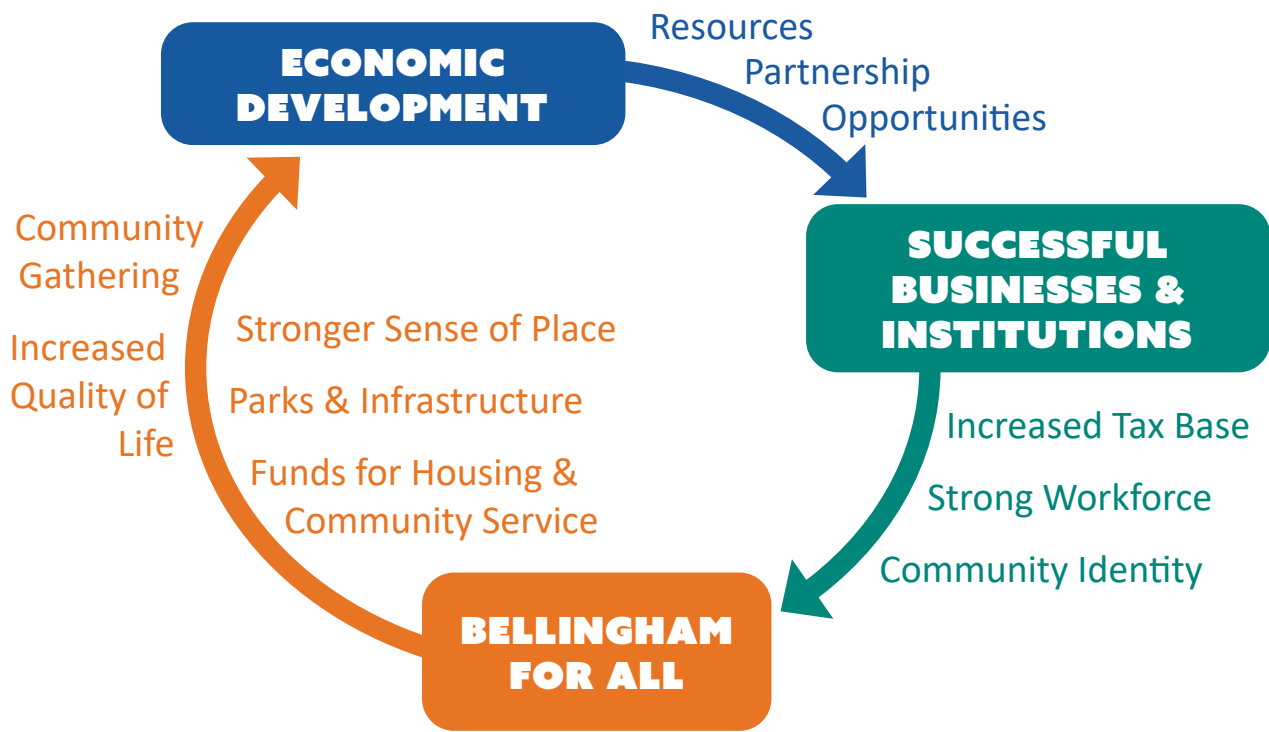 ECONOMIC
DEVELOPMENT
Resources
Partnership
Opportunities
SUCCESSFUL
BUSINESSES &
INSTITUTIONS
Increased Tax Base
Strong Workforce
Community Identity
BELLINGHAM
FOR ALL
Community
Gathering
Increased
Quality of
Life
Stronger Sense of Place
Parks & Infrastructure
Funds for Housing &
Community Service